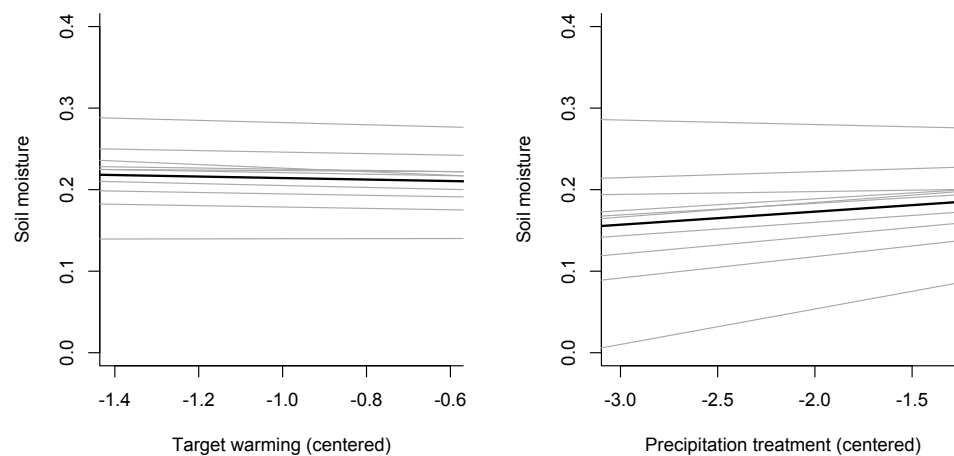 0.4
0.3
0.2
0.1
0.0
Soil moisture
-1.4 -1.2 -1.0 -0.8 -0.6
Target warming (centered)
0.4
0.3
0.2
0.1
0.0
Soil moisture
-3.0 -2.5 -2.0 -1.5
Precipitation treatment (centered)